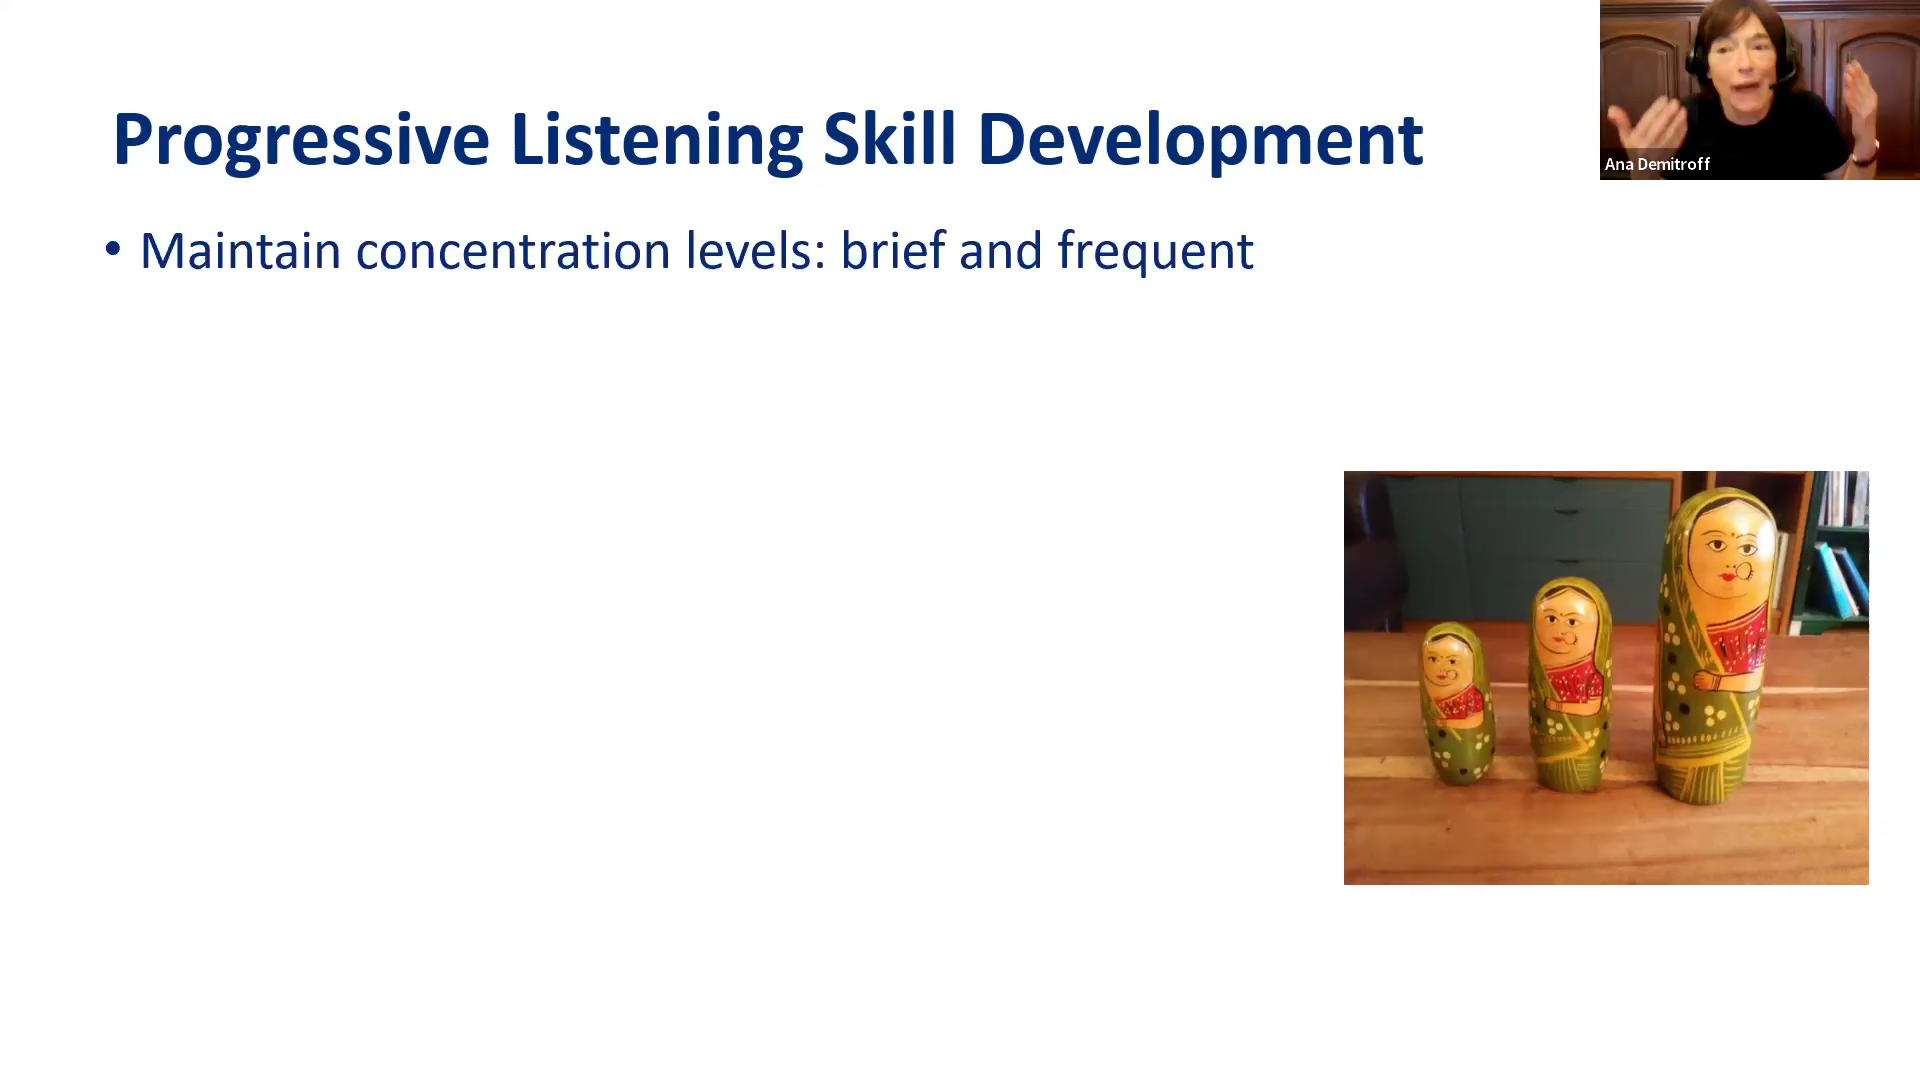 Progressive Listening Skill Development
• Maintain concentration levels: brief and frequent
Ana Demitroff